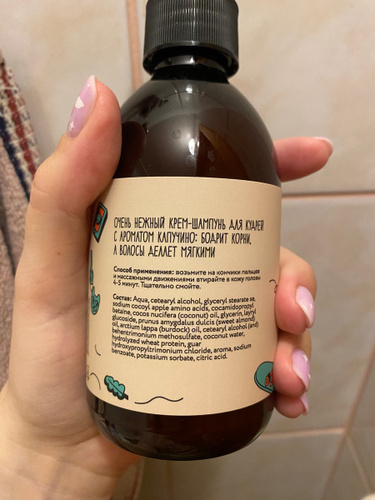 ОЧЕНЬ НЕЖНЫЙ КРЕМ-ШАМПУНЬ ДЛЯ КУДРЕЙ
С АРОМАТОМ КАПУЧИНО: БОДРИТ КОРНИ,
А ВОЛОСЫ ДЕЛАЕТ МЯГКИМИ
Способ применения: возьмите на кончики пальцев
и массажными движениями втирайте в кожу головы
4-5 минут. Тщательно смойте.
Состав: Aqua, cetearyl alcohol, glyceryl stearate se,
sodium cocoyl apple amino acids, cocamidopropyl
betaine, cocos nucifera (coconut) oil, glycerin, lauryl
glucoside, prunus amygdalus dulcis (sweet almond)
oil, arctium lappa (burdock) oil, cetearyl alcohol (and)
behentrimonium methosulfate, coconut water,
hydrolyzed wheat protein, guar
hydroxypropyltrimonium chloride, aroma, sodium
benzoate, potassium sorbate, citric acid.